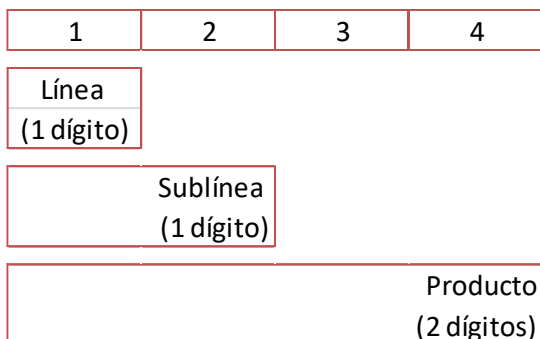 1 2 3 4
Línea
(1 dígito)
Sublínea
(1 dígito)
Producto
(2 dígitos)